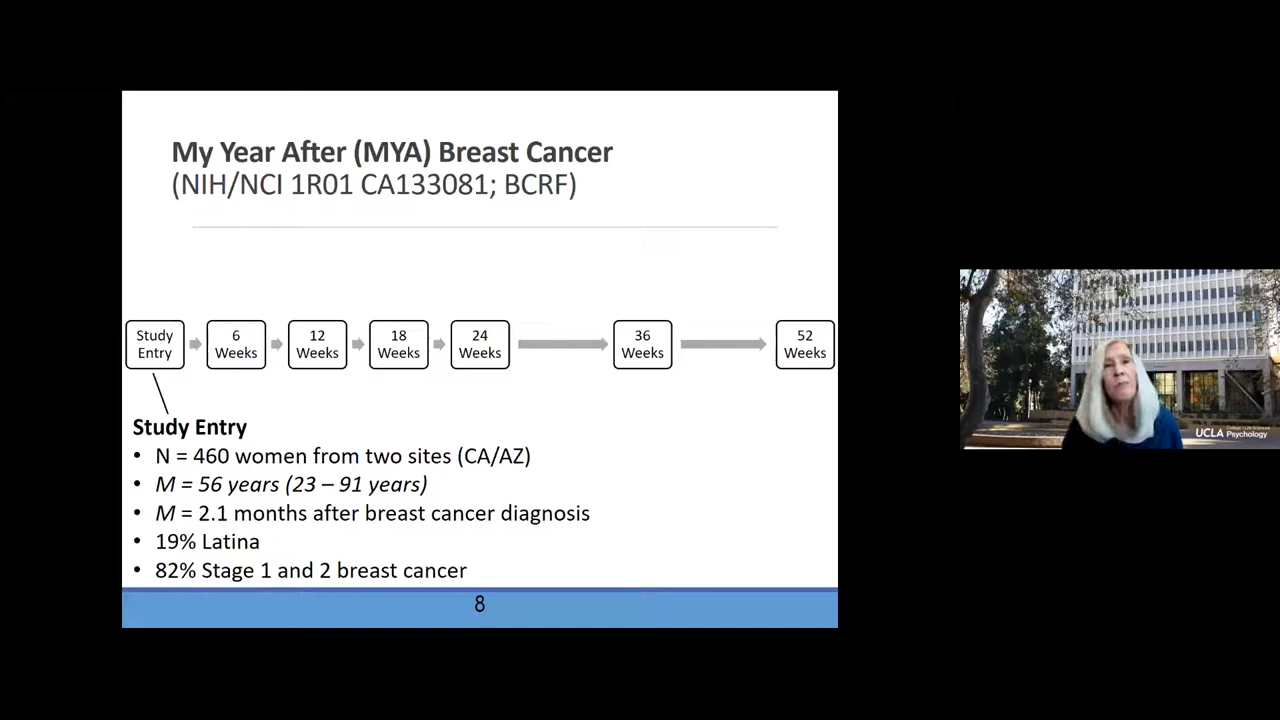 My Year After (MYA) Breast Cancer
(NIH/NCI 1R01 CA133081; BCRF)
Study
Entry
6
Weeks
12
Weeks
18
Weeks
24
Weeks
36
Weeks
52
Weeks
Study Entry
• N = 460 women from two sites (CA/AZ)
• M = 56 years (23 – 91 years)
• M = 2.1 months after breast cancer diagnosis
• 19% Latina
• 82% Stage 1 and 2 breast cancer
8
UCLA
Psychology